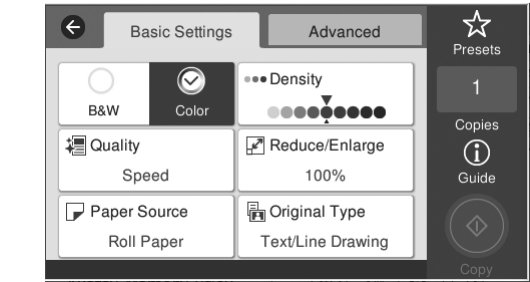 Basic Settings
Advanced
Presets
B&W
Color
Density
1
Copies
Quality
Speed
Reduce/Enlarge
100%
Guide
Paper Source
Roll Paper
Original Type
Text/Line Drawing
Copy